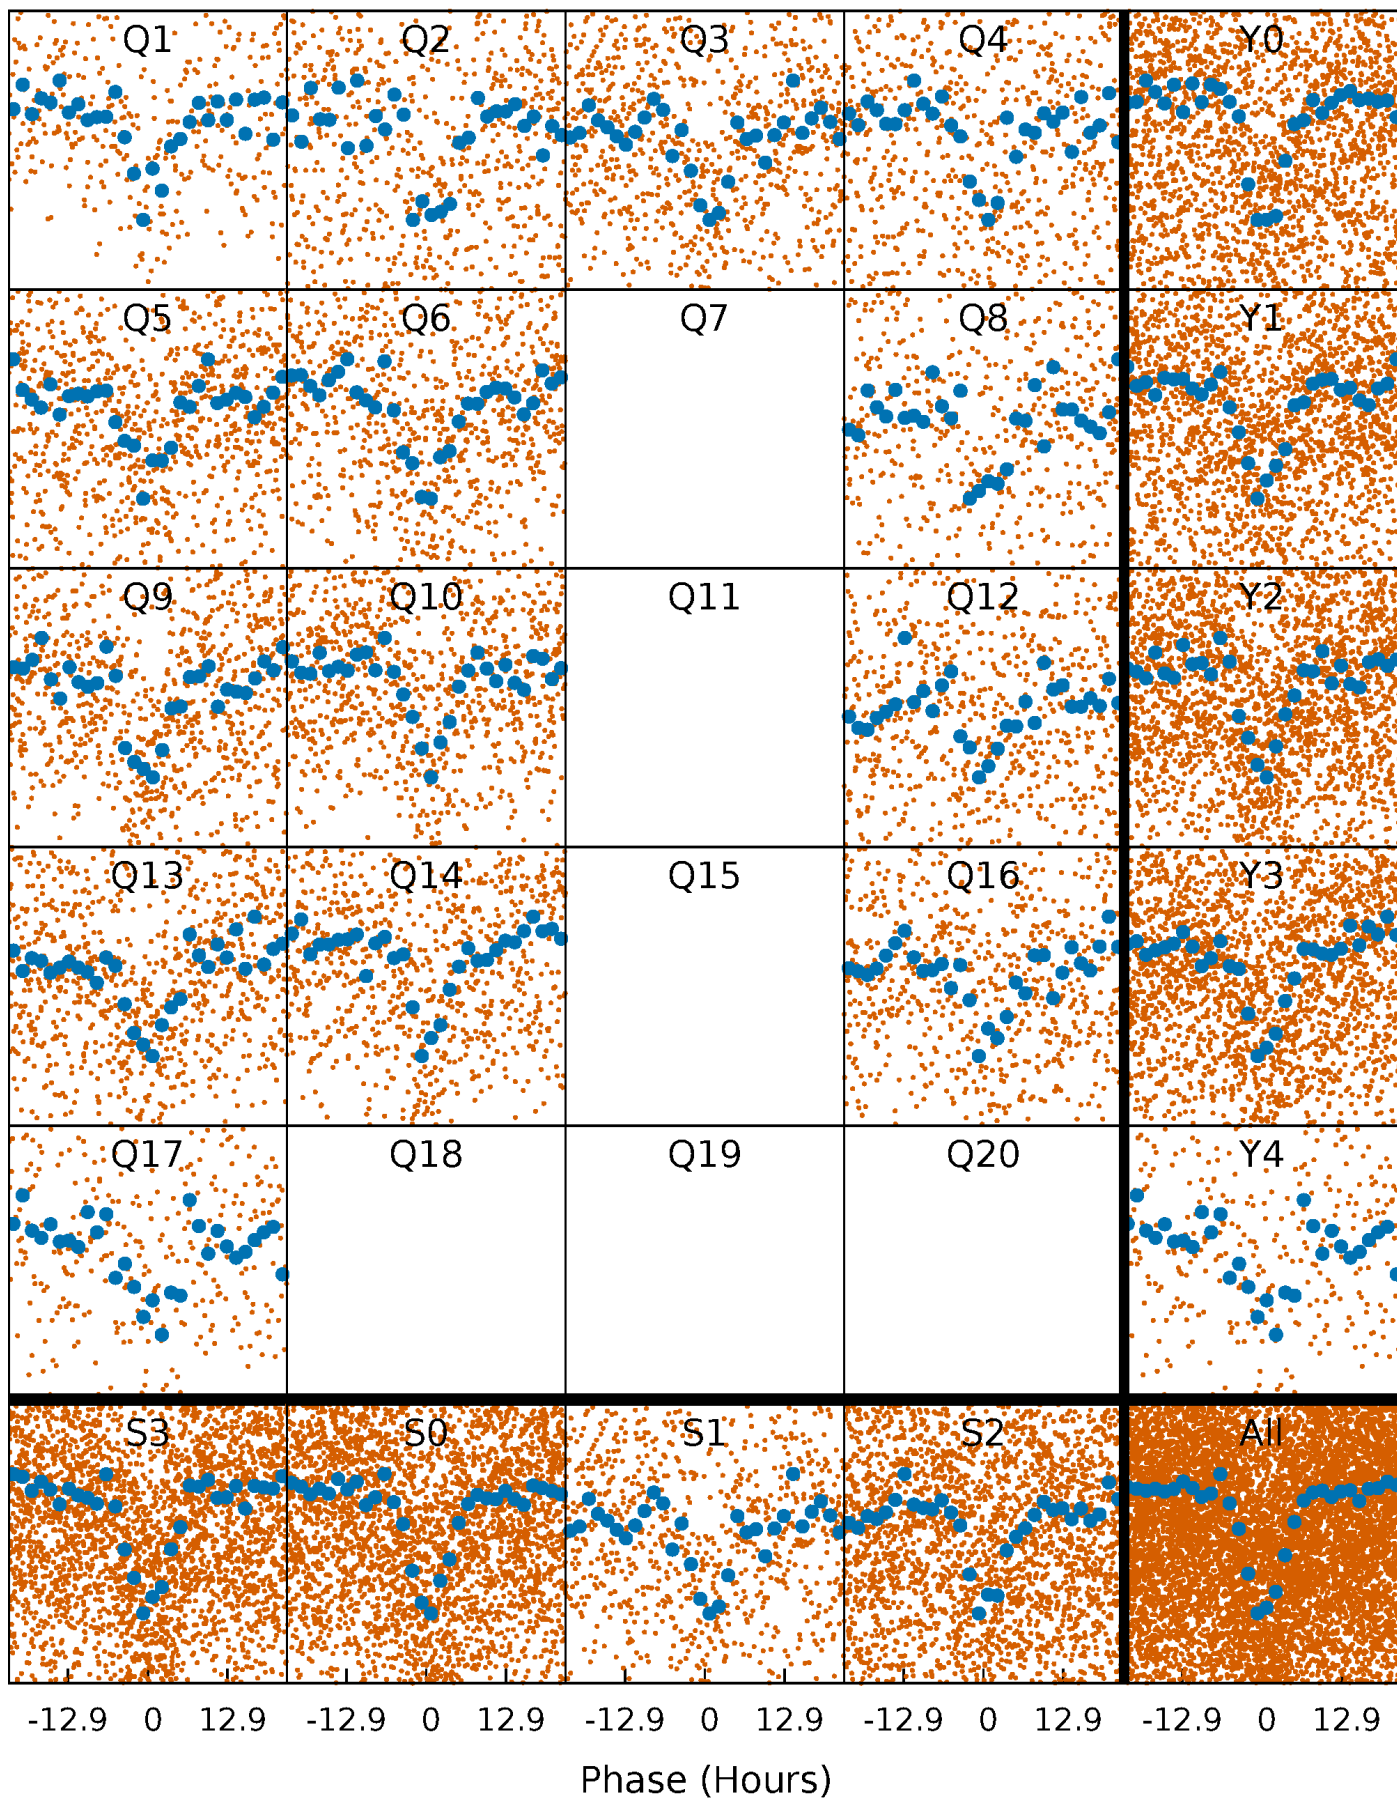 Q1 Q2 Q3 Q4 Y0
Q5 Q6 Q7 Q8 Y1
Q9 Q10 Q11 Q12 Y2
Q13 Q14 Q15 Q16 Y3
Q17 Q18 Q19 Q20 Y4
S3 S0 S1 S2 All
-12.9 0 12.9 -12.9 0 12.9 -12.9 0 12.9 -12.9 0 12.9 -12.9 0 12.9
Phase (Hours)